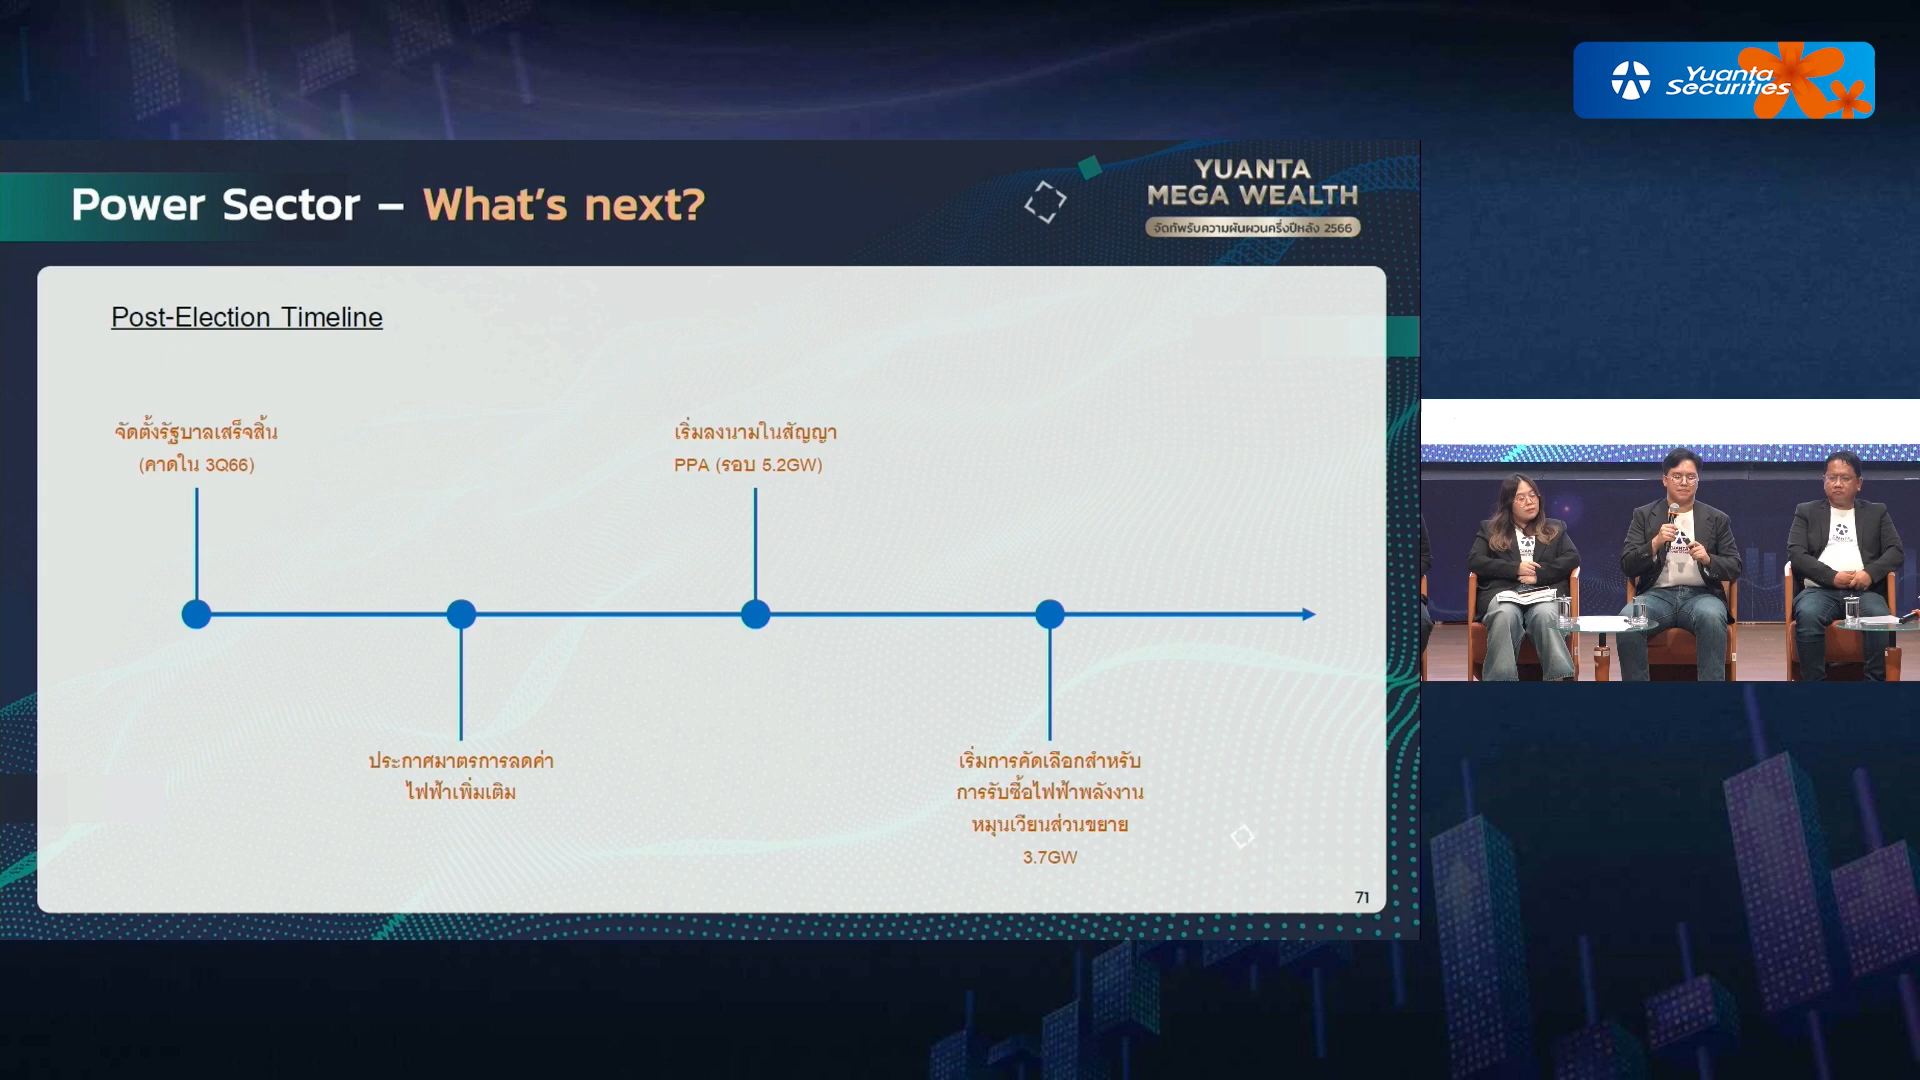 Yuanta
Securities
Power Sector – What's next?
YUANTA
MEGA WEALTH
จัดทัพรับความผันผวนครึ่งปีหลัง 2566
Post-Election Timeline
จัดตั้งรัฐบาลเสร็จสิ้น
(คาดใน 3Q66)
เริ่มลงนามในสัญญา
PPA (รอบ 5.2GW)
ประกาศมาตรการลดค่า
ไฟฟ้าเพิ่มเติม
เริ่มการคัดเลือกสำหรับ
การรับซื้อไฟฟ้าพลังงาน
หมุนเวียนส่วนขยาย
3.7GW
71